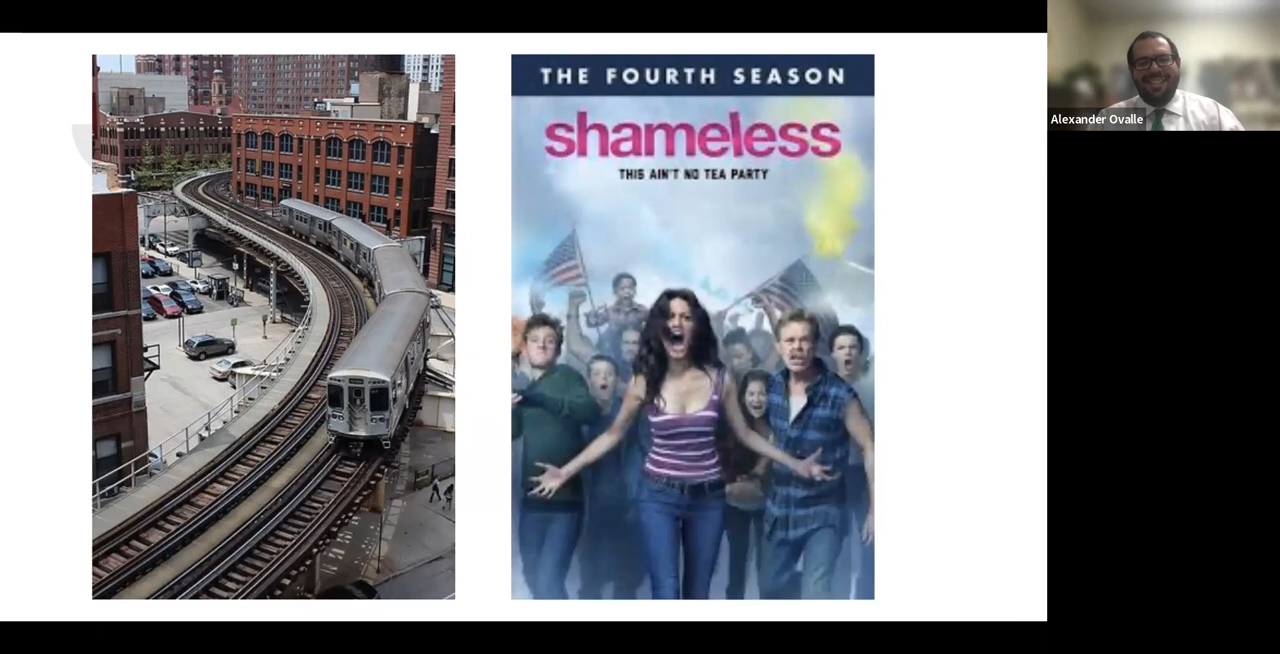 THE FOURTH SEASON
shameless
THIS AIN'T NO TEA PARTY
Alexander Ovalle